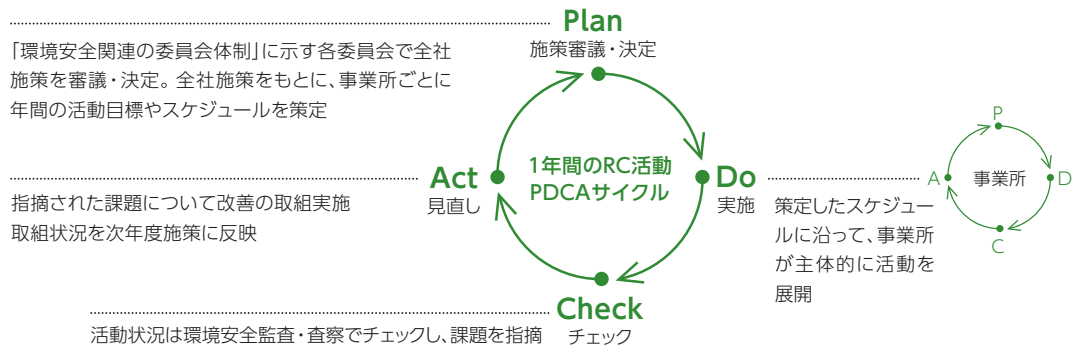 Plan
施策審議・決定
「環境安全関連の委員会体制」に示す各委員会で全社
施策を審議・決定。全社施策をもとに、事業所ごとに
年間の活動目標やスケジュールを策定
1年間のRC活動
PDCAサイクル
Act
見直し
指摘された課題について改善の取組実施
取組状況を次年度施策に反映
Do
実施
策定したスケジュー
ルに沿って、事業所
が主体的に活動を
展開
P
A
事業所
D
C
Check
チェック
活動状況は環境安全監査・査察でチェックし、課題を指摘